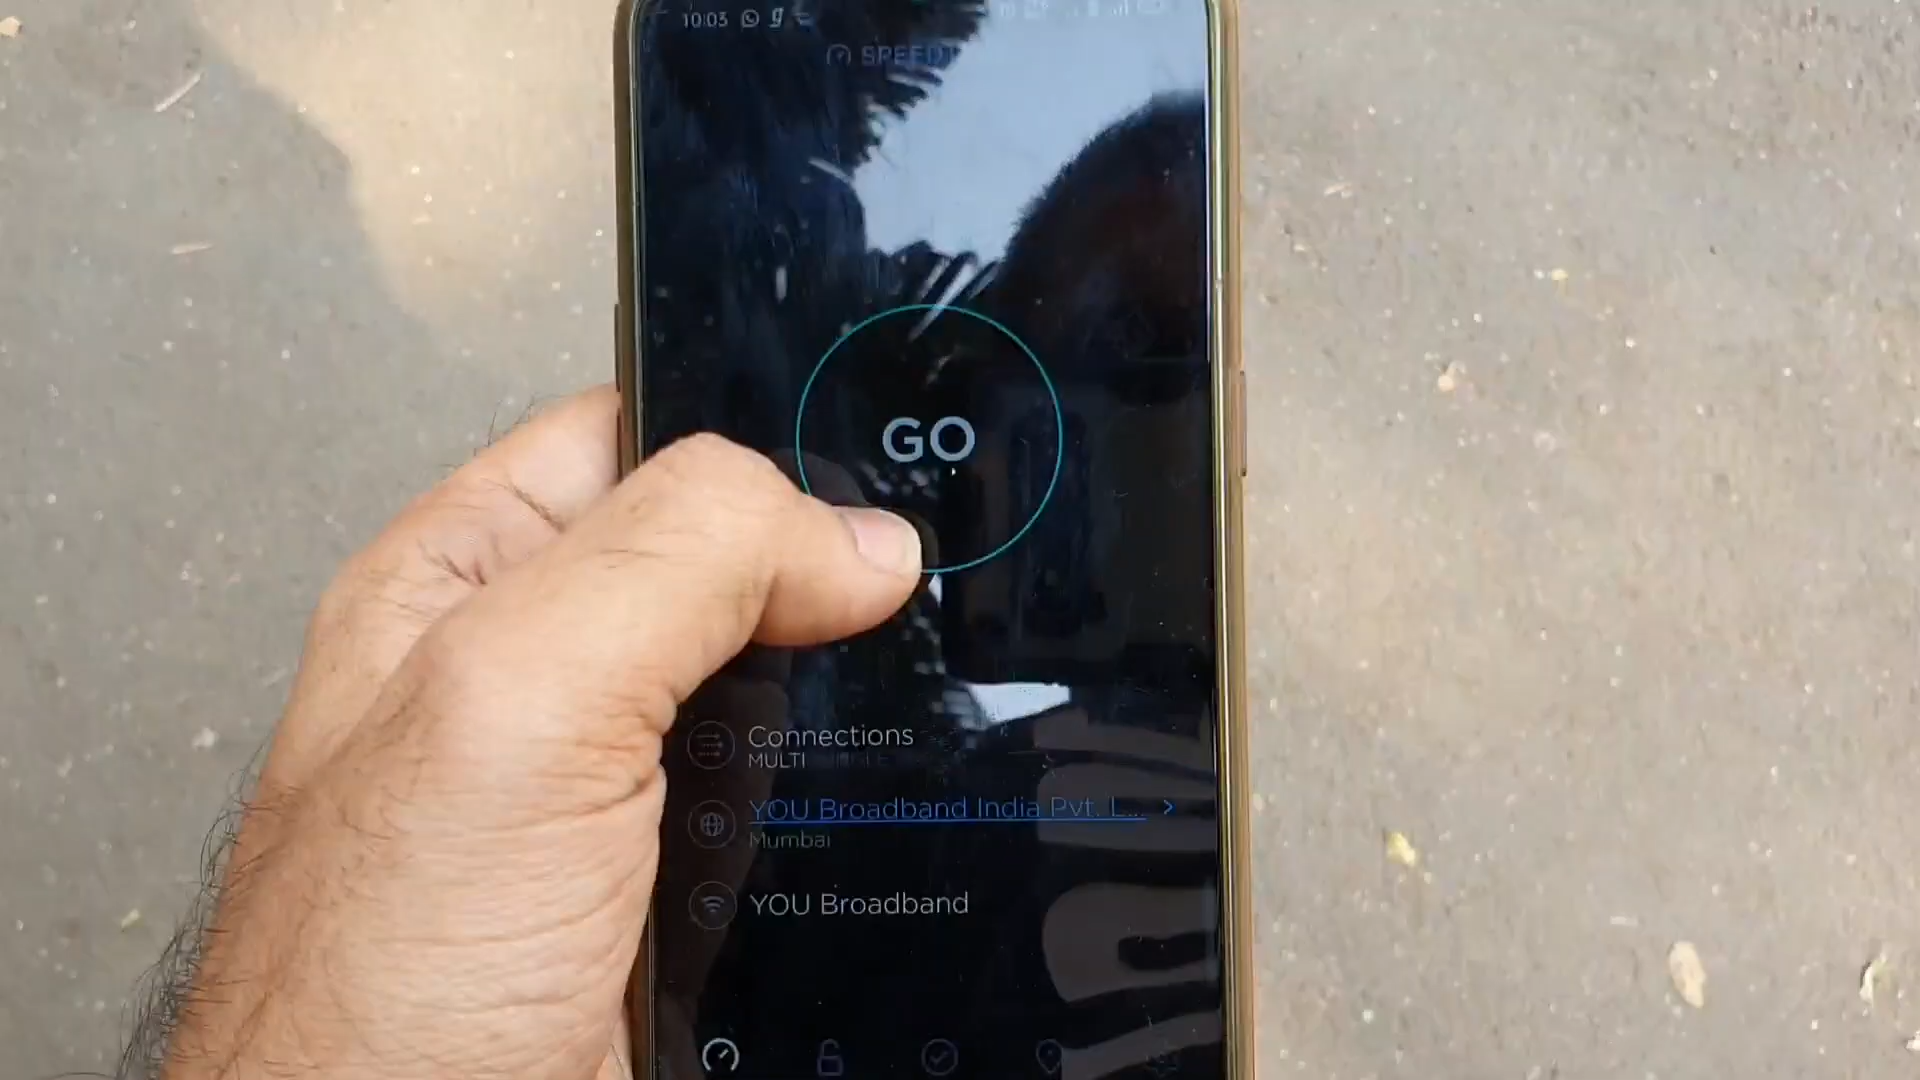 10:03
GO
Connections
MULTI
YOU Broadband India Pvt. L...
Mumbai
YOU Broadband